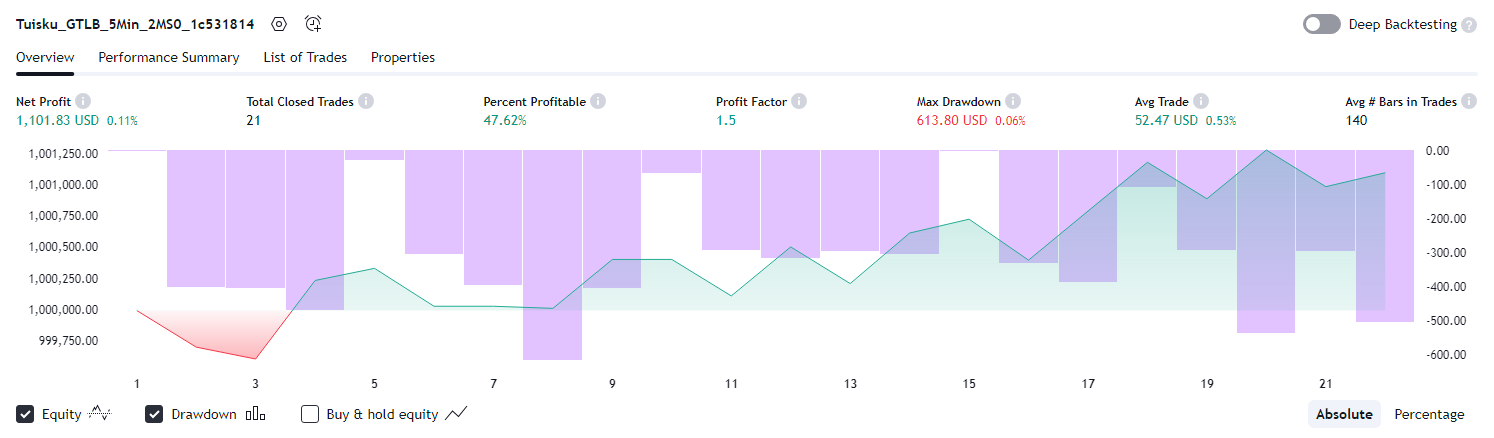 Tuisku_GTLB_5Min_2MS0_1c531814
Deep Backtesting ?
Overview Performance Summary List of Trades Properties
Net Profit i Total Closed Trades i Percent Profitable i Profit Factor i Max Drawdown i Avg Trade i Avg # Bars in Trades i
1,101.83 USD 0.11% 21 47.62% 1.5 613.80 USD 0.06% 52.47 USD 0.53% 140
1,001,250.00 0.00
1,001,000.00 -100.00
1,000,750.00 -200.00
1,000,500.00 -300.00
1,000,250.00 -400.00
1,000,000.00 -500.00
999,750.00 -600.00
1 3 5 7 9 11 13 15 17 19 21
Equity Drawdown Buy & hold equity Absolute Percentage